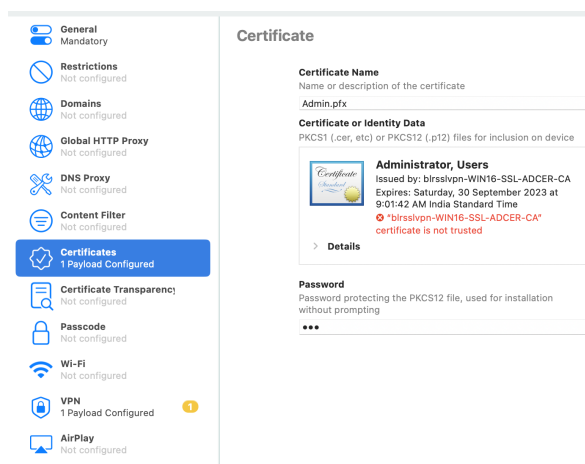 General
Mandatory
Restrictions
Not configured
Domains
Not configured
Global HTTP Proxy
Not configured
DNS Proxy
Not configured
Content Filter
Not configured
Certificates
1 Payload Configured
Certificate Transparency
Not configured
Passcode
Not configured
Wi-Fi
Not configured
VPN
1 Payload Configured
1
AirPlay
Not configured
Certificate
Certificate Name
Name or description of the certificate
Admin.pfx
Certificate or Identity Data
PKCS1 (.cer, etc) or PKCS12 (.p12) files for inclusion on device
Certificate
Standard
Administrator, Users
Issued by: blrsslvpn-WIN16-SSL-ADCER-CA
Expires: Saturday, 30 September 2023 at
9:01:42 AM India Standard Time
"blrsslvpn-WIN16-SSL-ADCER-CA"
certificate is not trusted
Details
Password
Password protecting the PKCS12 file, used for installation
without prompting
•••